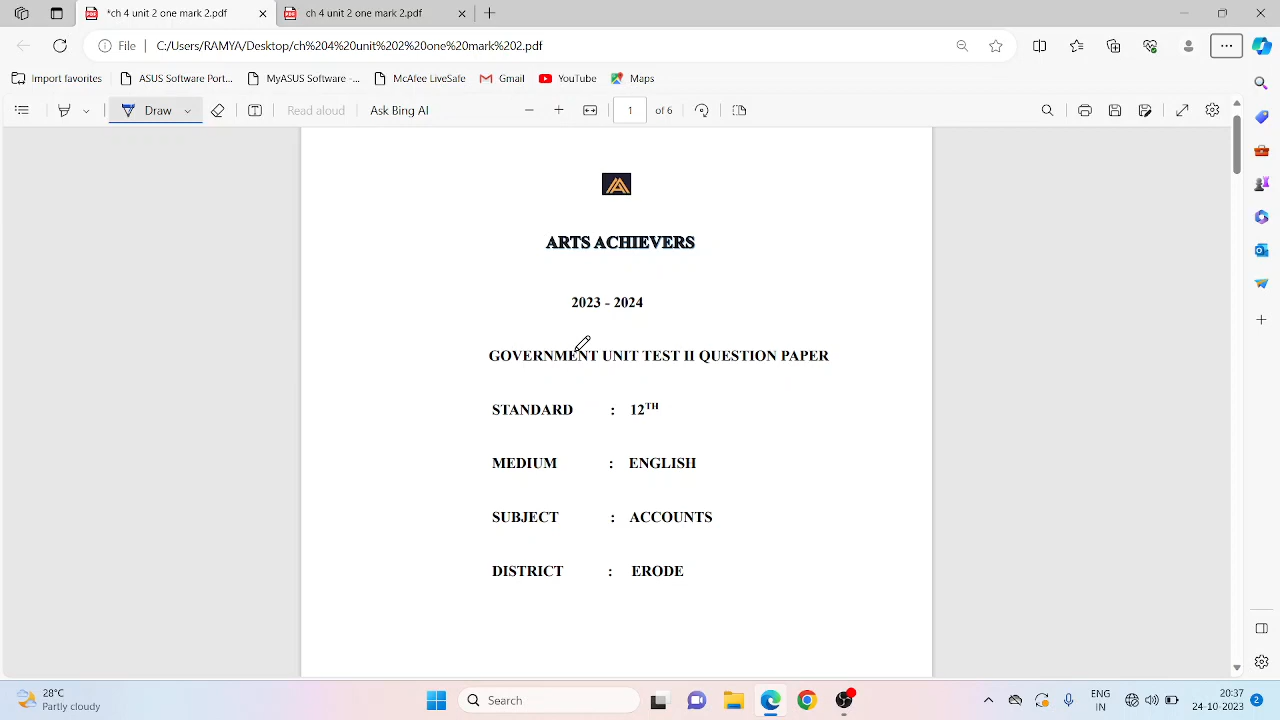 *ch 4 unit 2 one mark 2.pdf
ch 4 unit 2 one mark 2.pdf
File
C:/Users/RAMYA/Desktop/ch%204%20unit%202%20one%20mark%202.pdf
Import favorites
ASUS Software Port...
MyASUS Software -...
McAfee LiveSafe
Gmail
YouTube
Maps
Draw
Read aloud
Ask Bing AI
1 of 6
ARTS ACHIEVERS
2023 - 2024
GOVERNMENT UNIT TEST II QUESTION PAPER
STANDARD : 12TH
MEDIUM : ENGLISH
SUBJECT : ACCOUNTS
DISTRICT : ERODE
28°C
Partly cloudy
Search
ENG
IN
20:37
24-10-2023
2